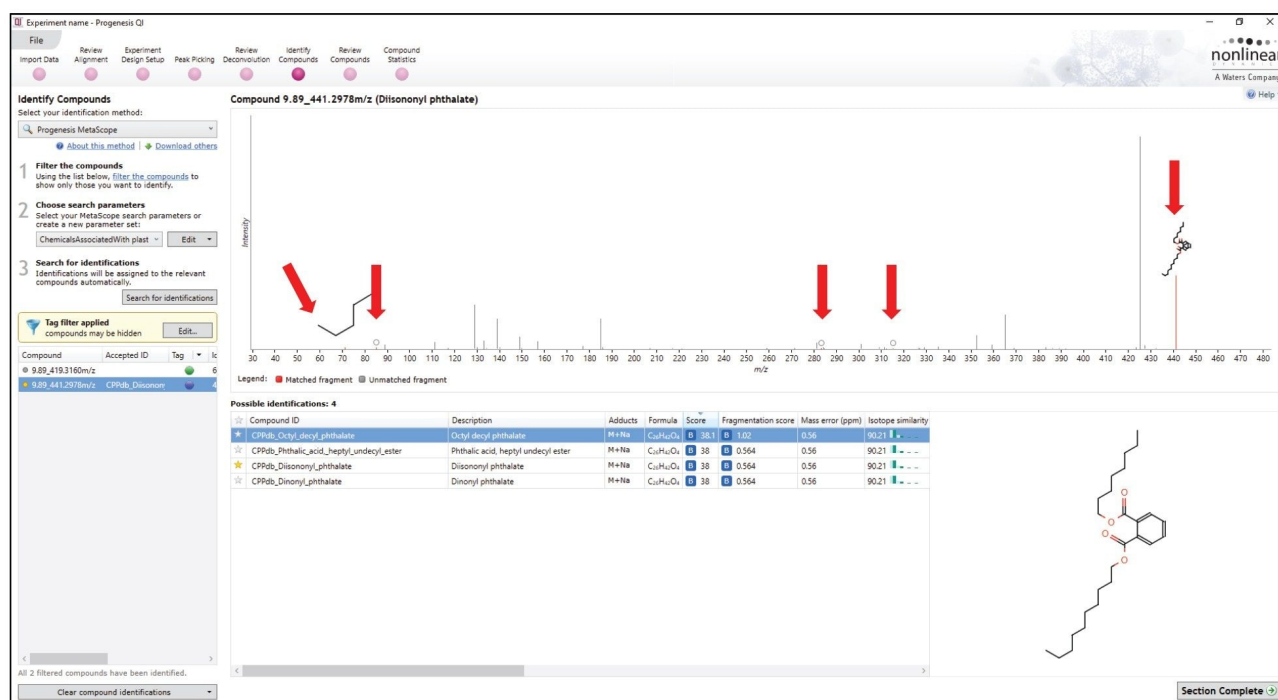 Experiment name - Progenesis QI
File
Import Data
Review Alignment
Experiment Design Setup
Peak Picking
Review Deconvolution
Identify Compounds
Review Compounds
Compound Statistics
nonlinear
DYNAMICS
A Waters Company
Help
Identify Compounds
Select your identification method:
Progenesis MetaScope
About this method | Download others
1 Filter the compounds
Using the list below, filter the compounds to
show only those you want to identify.
2 Choose search parameters
Select your MetaScope search parameters or
create a new parameter set:
ChemicalsAssociatedWith plast Edit
3 Search for identifications
Identifications will be assigned to the relevant
compounds automatically.
Search for identifications
Tag filter applied
compounds may be hidden
Edit...
Compound Accepted ID Tag
9.89_419.3160m/z 6
9.89_441.2978m/z CPPdb_Diisonony 4
All 2 filtered compounds have been identified.
Clear compound identifications
Compound 9.89_441.2978m/z (Diisononyl phthalate)
Intensity
30 40 50 60 70 80 90 100 110 120 130 140 150 160 170 180 190 200 210 220 230 240 250 260 270 280 290 300 310 320 330 340 350 360 370 380 390 400 410 420 430 440 450 460 470 480
m/z
Legend: Matched fragment Unmatched fragment
Possible identifications: 4
Compound ID Description Adducts Formula Score Fragmentation score Mass error (ppm) Isotope similarity
CPPdb_Octyl_decyl_phthalate Octyl decyl phthalate M+Na C₂₆H₄₂O₄ B 38.1 B 1.02 0.56 90.21
CPPdb_Phthalic_acid,_heptyl_undecyl_ester Phthalic acid, heptyl undecyl ester M+Na C₂₆H₄₂O₄ B 38 B 0.564 0.56 90.21
CPPdb_Diisononyl_phthalate Diisononyl phthalate M+Na C₂₆H₄₂O₄ B 38 B 0.564 0.56 90.21
CPPdb_Dinonyl_phthalate Dinonyl phthalate M+Na C₂₆H₄₂O₄ B 38 B 0.564 0.56 90.21
O
O
O
O
Section Complete